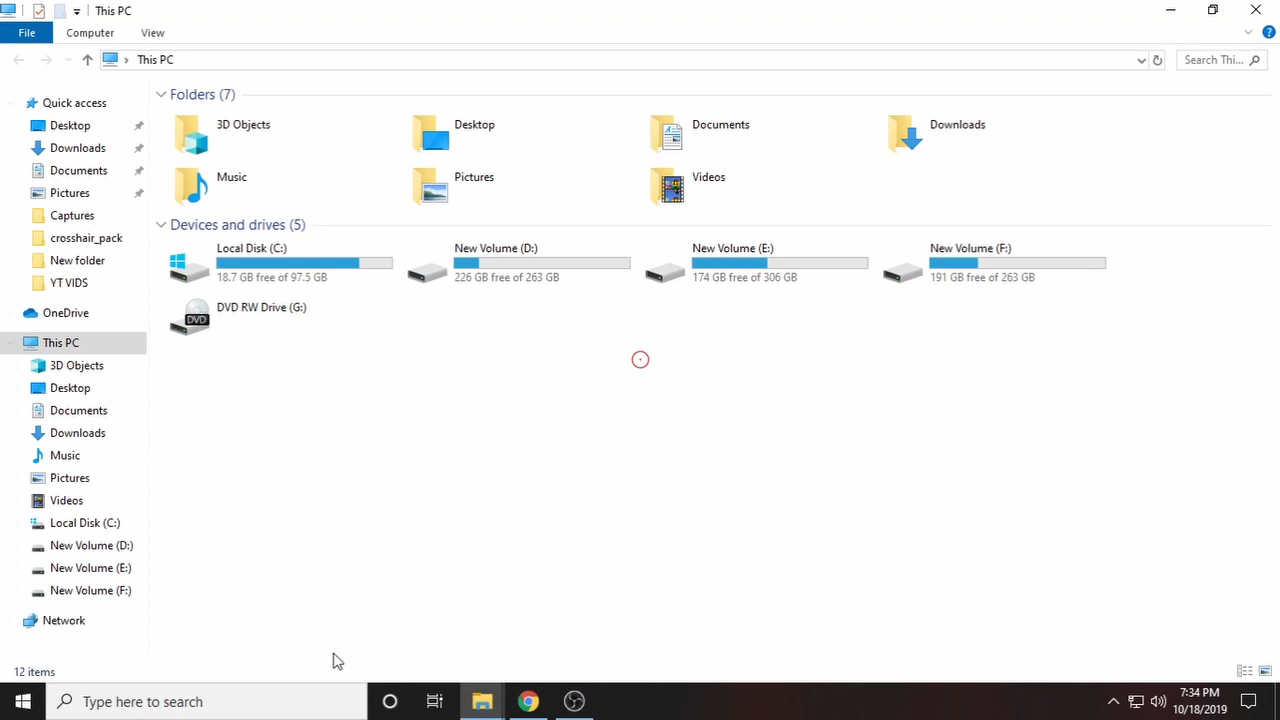 This PC
File
Computer
View
This PC
Search Thi...
Quick access
Desktop
Downloads
Documents
Pictures
Captures
crosshair_pack
New folder
YT VIDS
OneDrive
This PC
3D Objects
Desktop
Documents
Downloads
Music
Pictures
Videos
Local Disk (C:)
New Volume (D:)
New Volume (E:)
New Volume (F:)
Network
Folders (7)
3D Objects
Desktop
Documents
Downloads
Music
Pictures
Videos
Devices and drives (5)
Local Disk (C:)
18.7 GB free of 97.5 GB
New Volume (D:)
226 GB free of 263 GB
New Volume (E:)
174 GB free of 306 GB
New Volume (F:)
191 GB free of 263 GB
DVD
DVD RW Drive (G:)
12 items
Type here to search
7:34 PM
10/18/2019